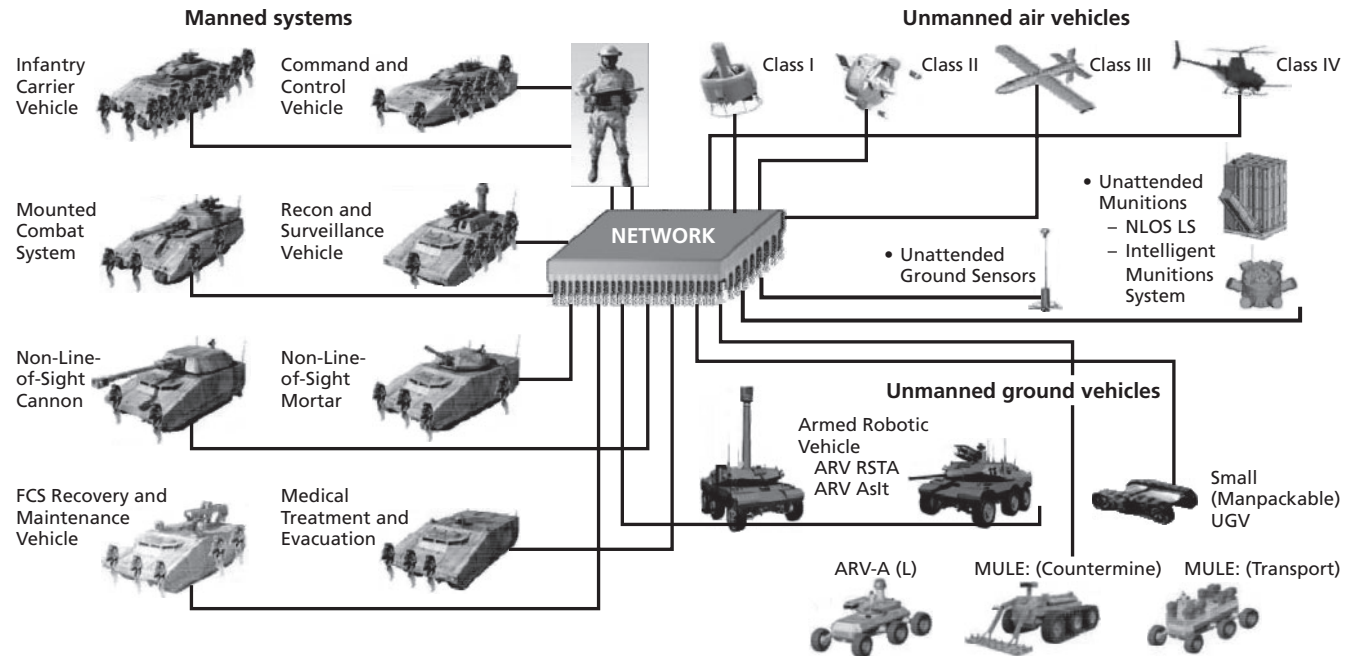 Manned systems
Unmanned air vehicles
Infantry
Carrier
Vehicle
Command and
Control
Vehicle
Class I
Class II
Class III
Class IV
Mounted
Combat
System
Recon and
Surveillance
Vehicle
NETWORK
• Unattended
Ground Sensors
• Unattended
Munitions
– NLOS LS
– Intelligent
Munitions
System
Non-Line-
of-Sight
Cannon
Non-Line-
of-Sight
Mortar
Unmanned ground vehicles
Armed Robotic
Vehicle
ARV RSTA
ARV Aslt
Small
(Manpackable)
UGV
FCS Recovery and
Maintenance
Vehicle
Medical
Treatment and
Evacuation
ARV-A (L)
MULE: (Countermine)
MULE: (Transport)